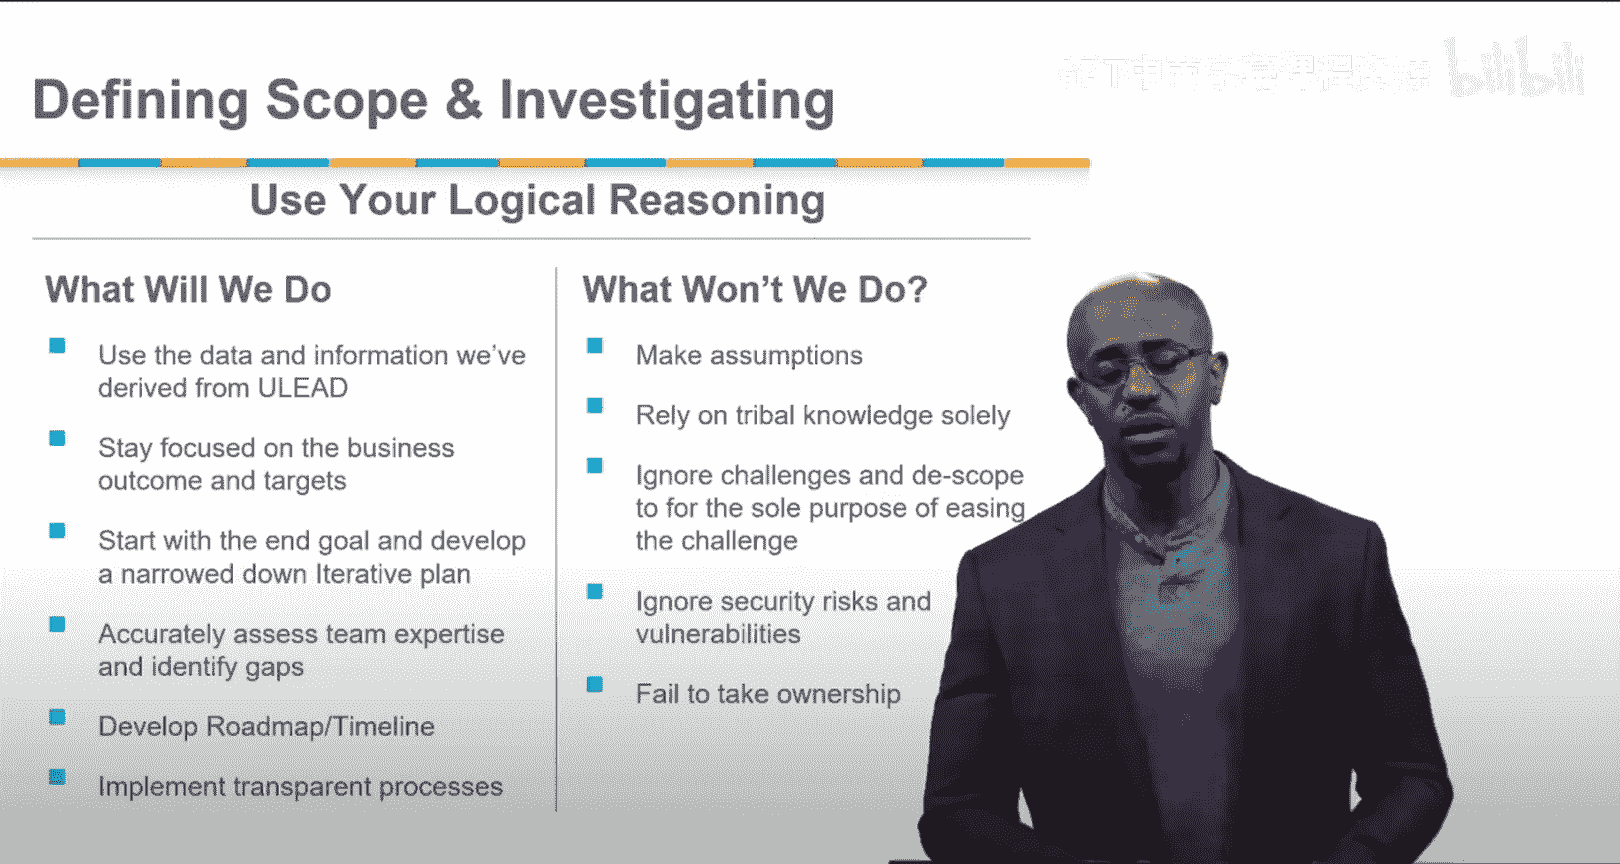 bilibili
Defining Scope & Investigating
Use Your Logical Reasoning
What Will We Do
Use the data and information we've
derived from ULEAD
Stay focused on the business
outcome and targets
Start with the end goal and develop
a narrowed down Iterative plan
Accurately assess team expertise
and identify gaps
Develop Roadmap/Timeline
Implement transparent processes
What Won't We Do?
Make assumptions
Rely on tribal knowledge solely
Ignore challenges and de-scope
to for the sole purpose of easing
the challenge
Ignore security risks and
vulnerabilities
Fail to take ownership